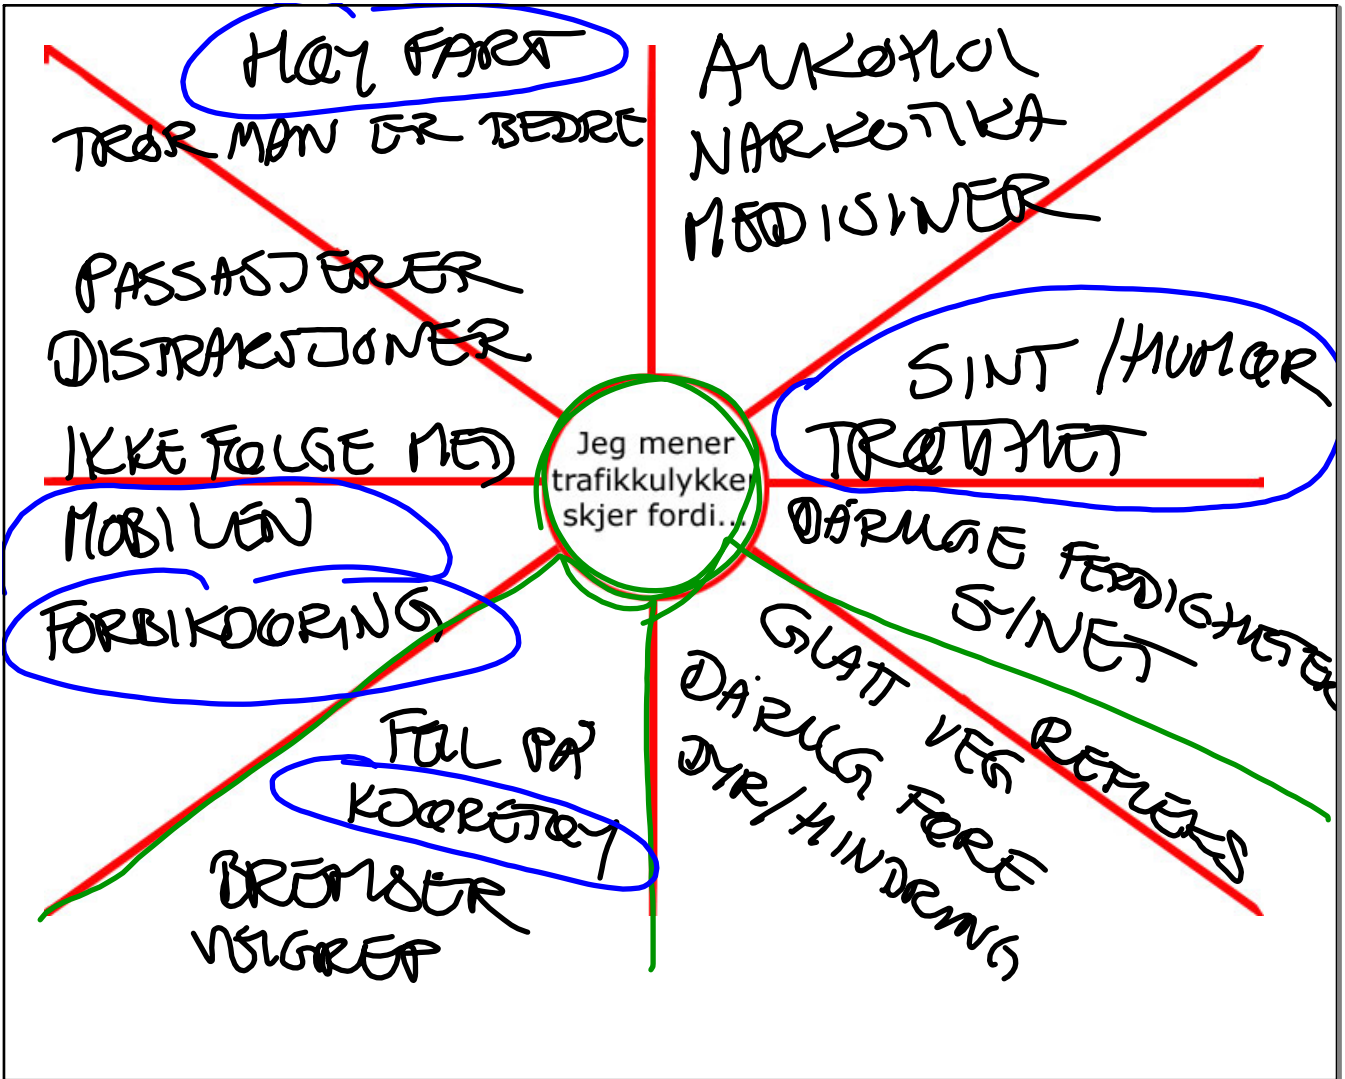 HØY FART
TROR MAN ER BEDRE
ALKOHOL
NARKOTIKA
MEDISINER
PASSASJERER
DISTRAKSJONER
IKKE FØLGE MED
SINT / HUMØR
TRØTTHET
Jeg mener
trafikkulykker
skjer fordi...
MOBILEN
FORBIKJØRING
DÅRLIGE FERDIGHETER
SYNET
GLATT VEG
REFLEKS
DÅRLIG FØRE
DYR/HINDRING
FEIL PÅ
KJØRETØY
BREMSER
VEIGREP